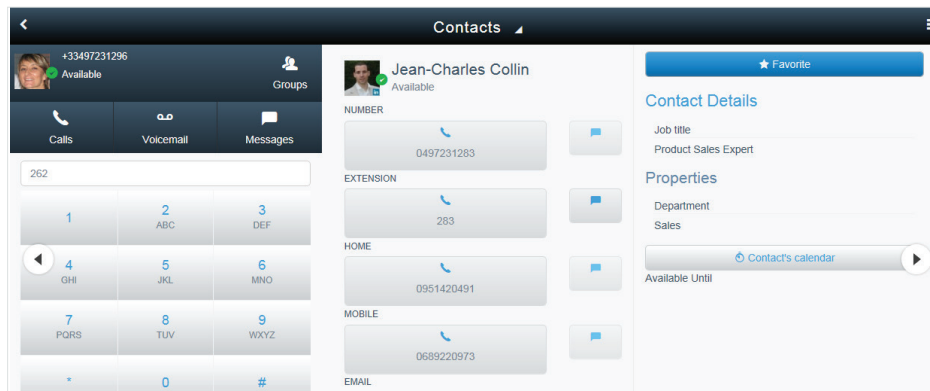 Contacts
+33497231296
Available
Groups
Calls
Voicemail
Messages
262
1
2
ABC
3
DEF
4
GHI
5
JKL
6
MNO
7
PQRS
8
TUV
9
WXYZ
*
0
#
Jean-Charles Collin
Available
in
NUMBER
0497231283
EXTENSION
283
HOME
0951420491
MOBILE
0689220973
EMAIL
Favorite
Contact Details
Job title
Product Sales Expert
Properties
Department
Sales
Contact's calendar
Available Until